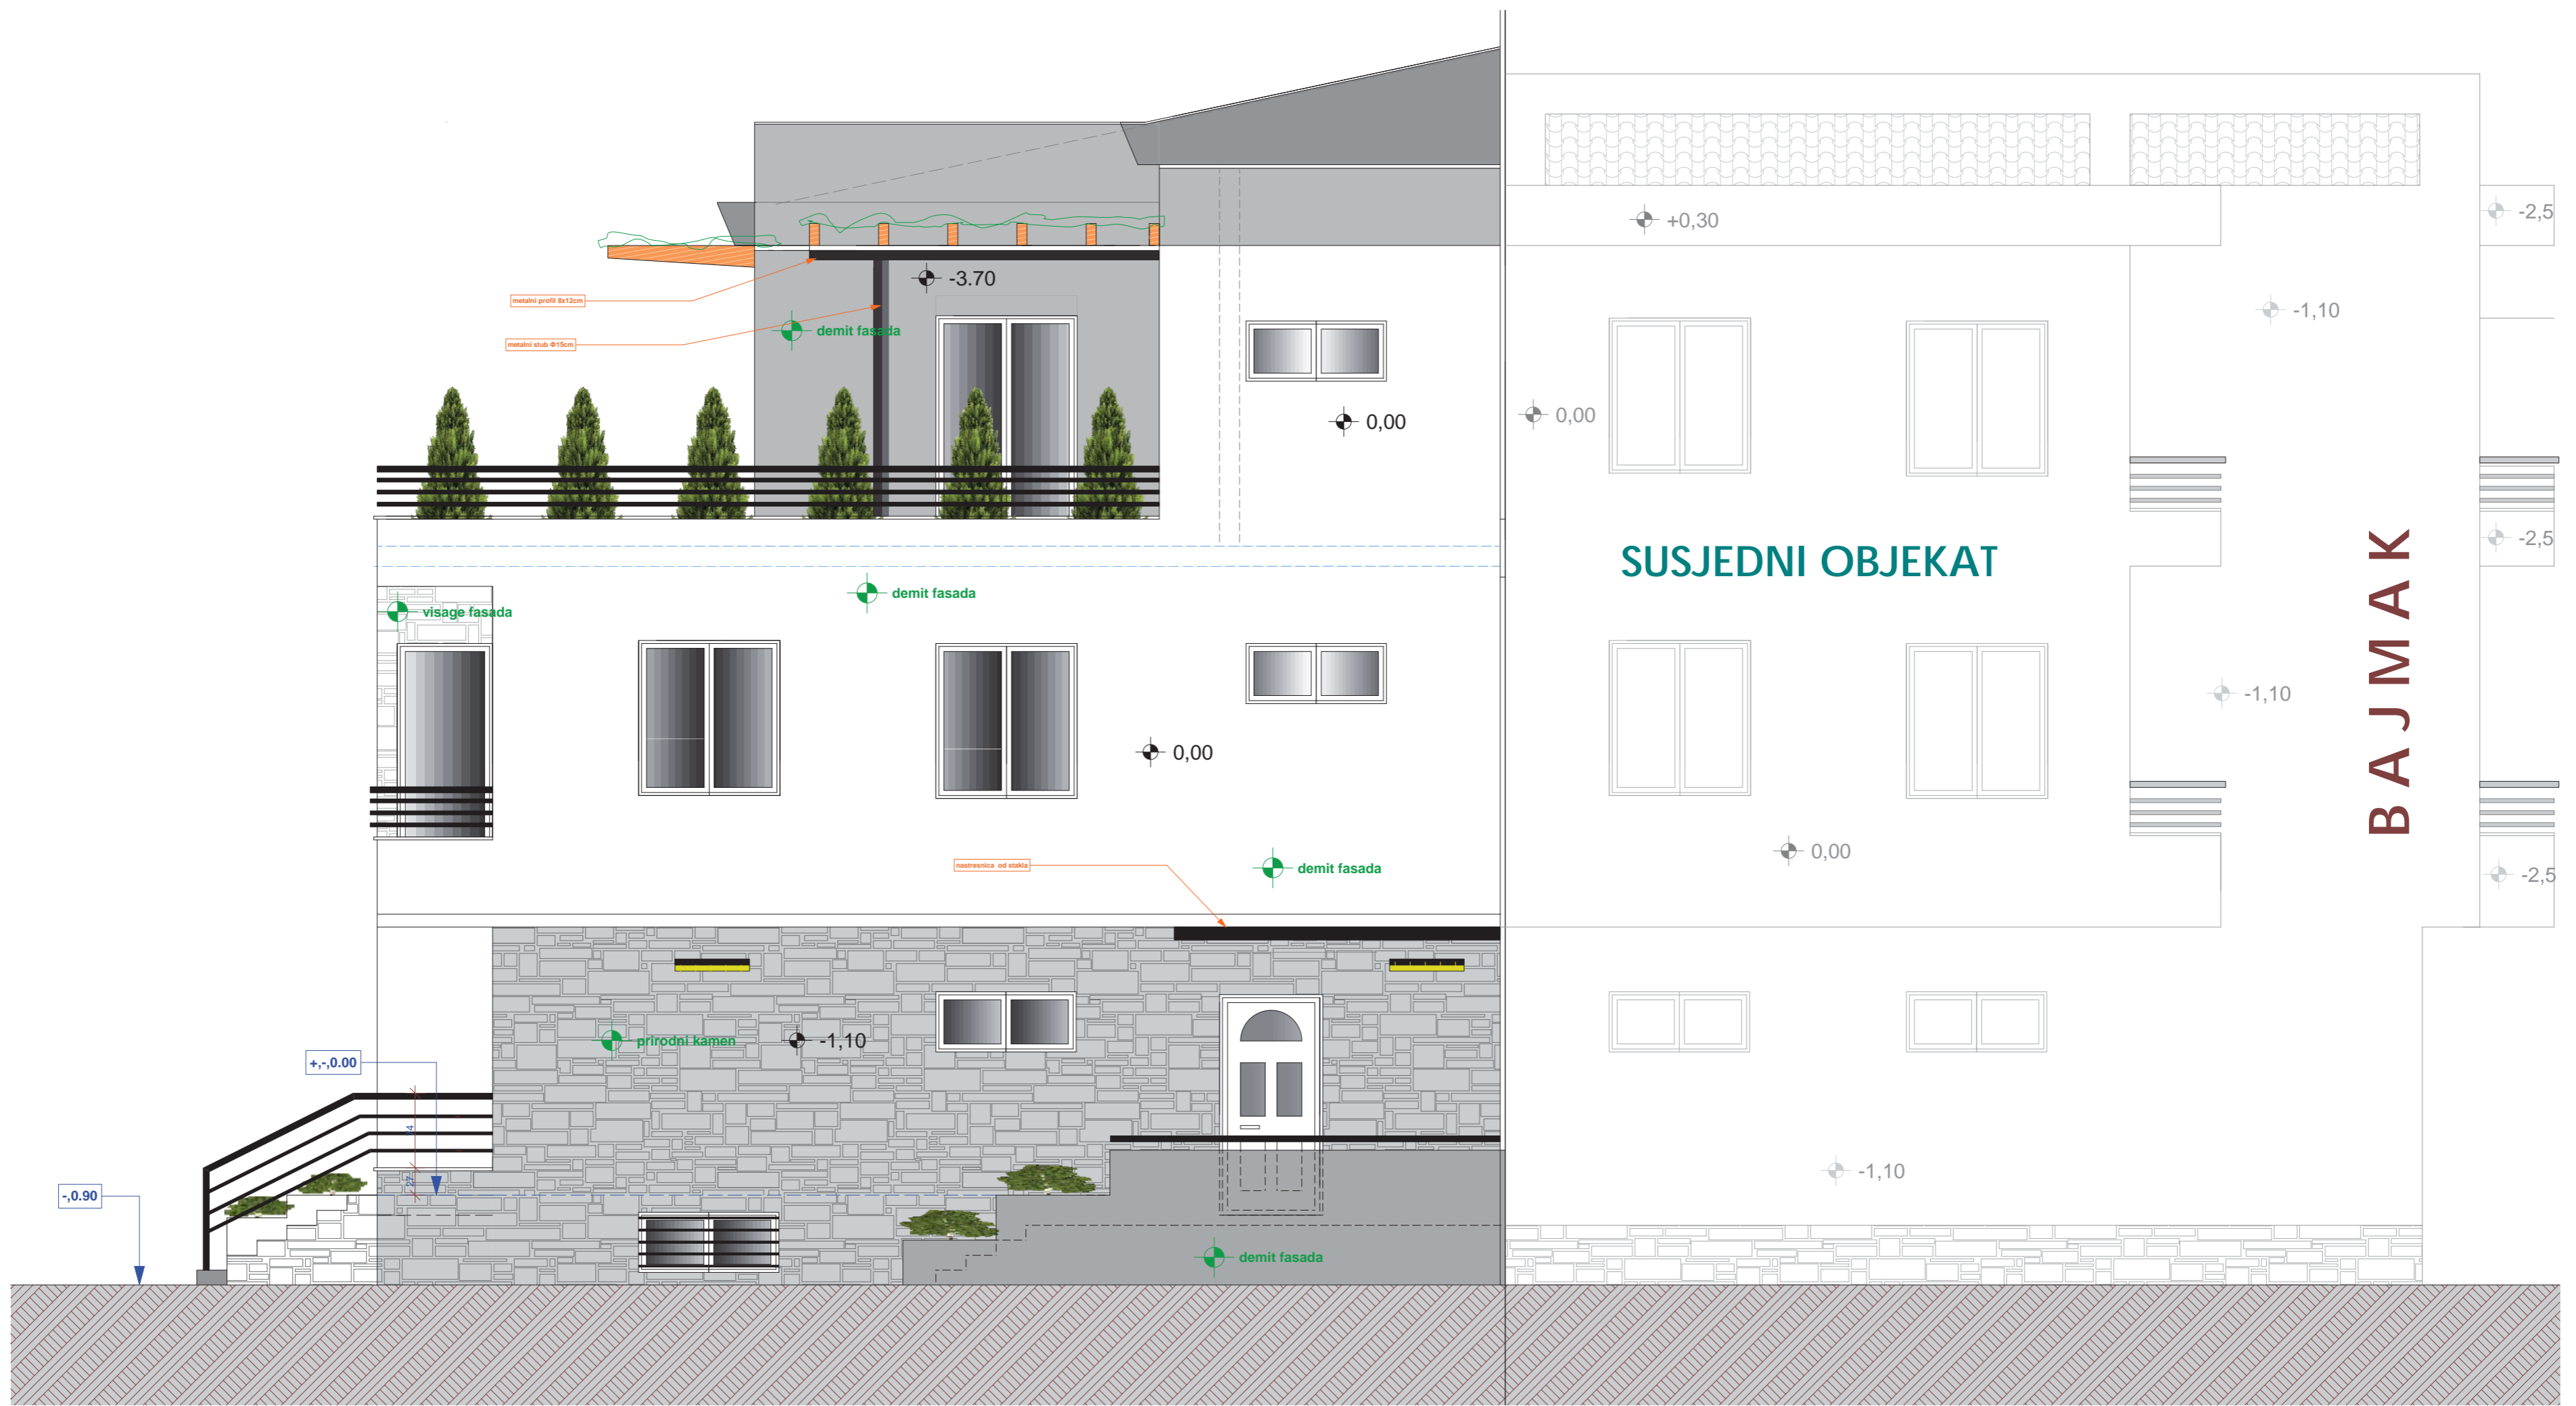 +0,30
-2,5
-3.70
metalni profil 8x12cm
-1,10
demit fasada
metalni stub Φ15cm
0,00
0,00
-2,5
SUSJEDNI OBJEKAT
demit fasada
visage fasada
BAJMAK
-1,10
0,00
0,00
nastresnica od stakla
demit fasada
-2,5
prirodni kamen
-1,10
+,-,0.00
-1,10
27
-,0.90
demit fasada